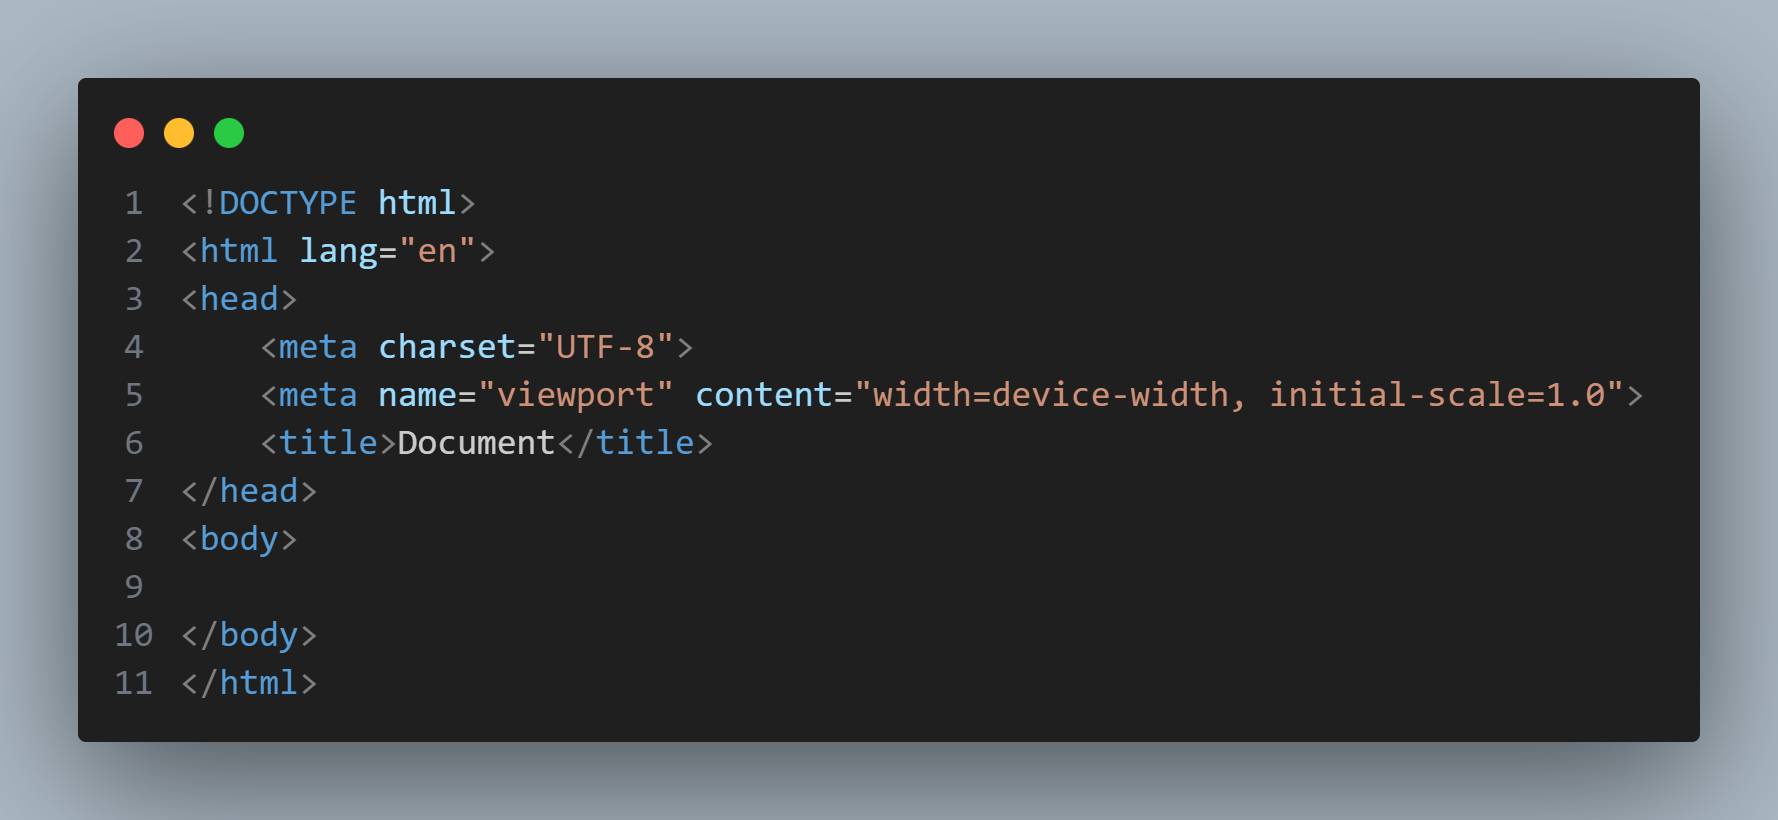 1 <!DOCTYPE html>
2 <html lang="en">
3 <head>
4     <meta charset="UTF-8">
5     <meta name="viewport" content="width=device-width, initial-scale=1.0">
6     <title>Document</title>
7 </head>
8 <body>
9
10 </body>
11 </html>